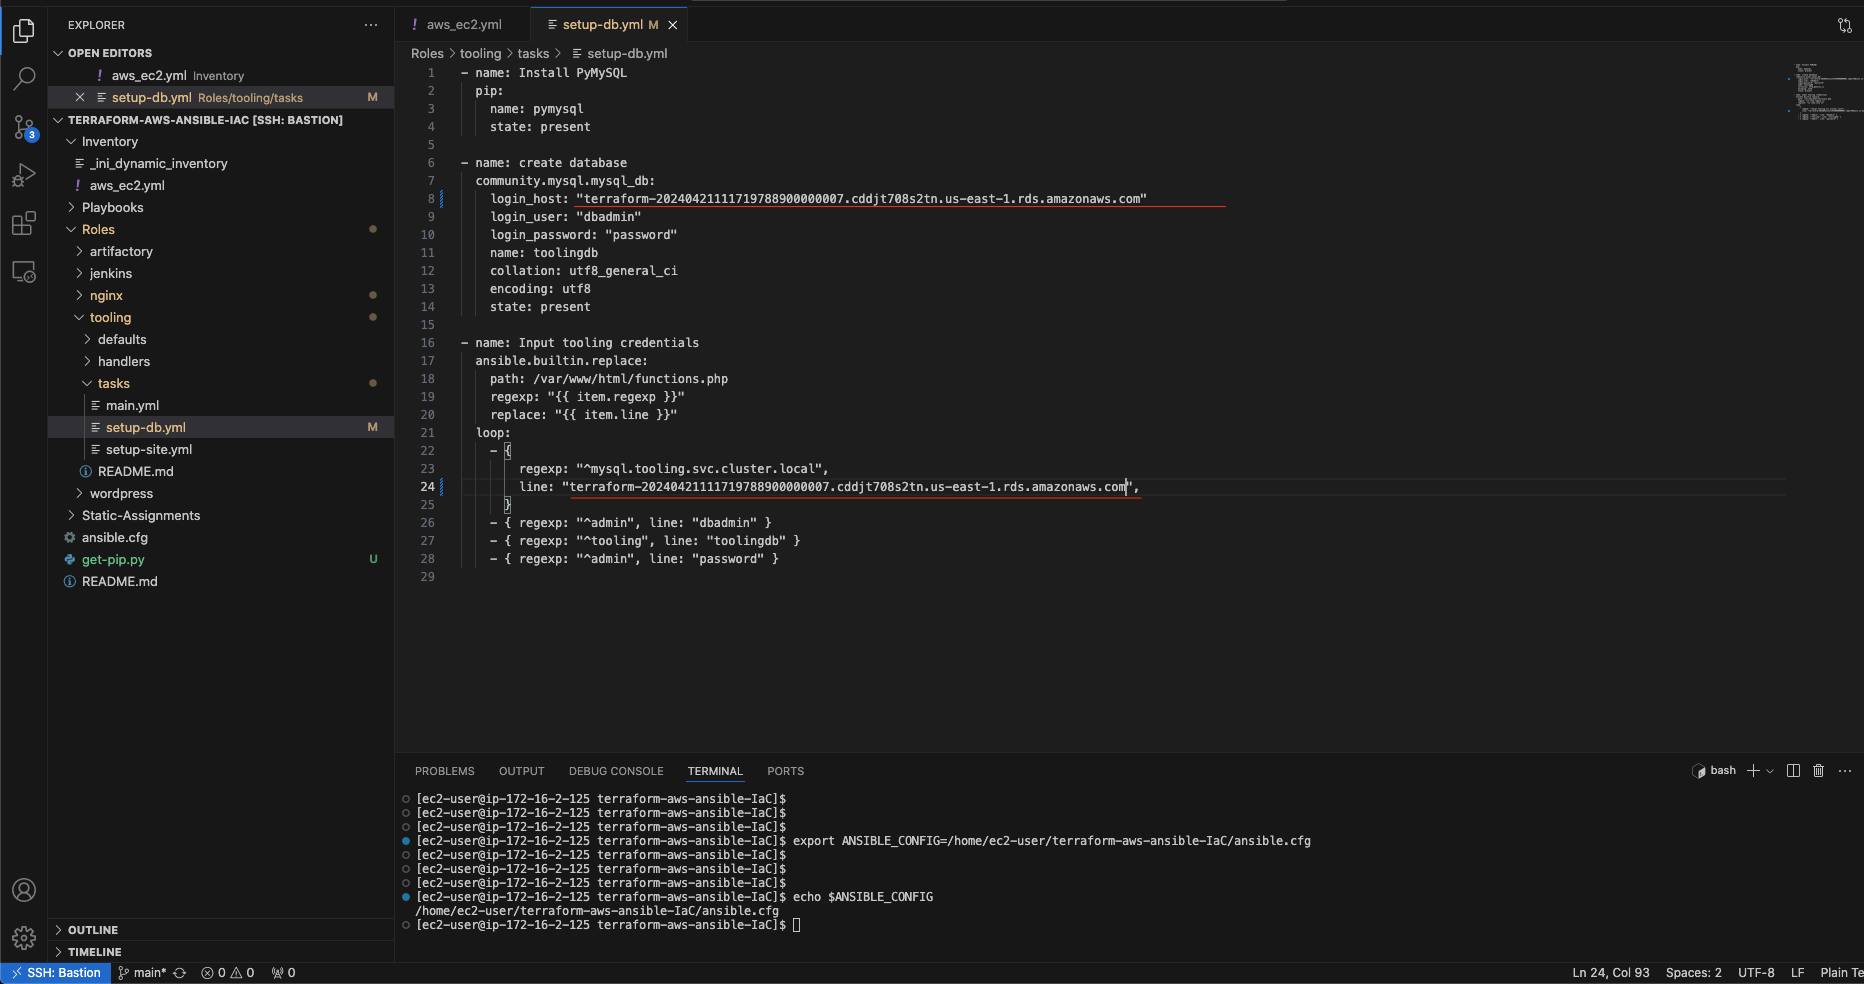 EXPLORER
OPEN EDITORS
! aws_ec2.yml Inventory
setup-db.yml Roles/tooling/tasks M
TERRAFORM-AWS-ANSIBLE-IAC [SSH: BASTION]
Inventory
_ini_dynamic_inventory
! aws_ec2.yml
Playbooks
Roles
artifactory
jenkins
nginx
tooling
defaults
handlers
tasks
main.yml
setup-db.yml M
setup-site.yml
README.md
wordpress
Static-Assignments
ansible.cfg
get-pip.py U
README.md
OUTLINE
TIMELINE
3
! aws_ec2.yml
setup-db.yml M
Roles > tooling > tasks > setup-db.yml
1 - name: Install PyMySQL
2 pip:
3 name: pymysql
4 state: present
5
6 - name: create database
7 community.mysql.mysql_db:
8 login_host: "terraform-20240421111719788900000007.cddjt708s2tn.us-east-1.rds.amazonaws.com"
9 login_user: "dbadmin"
10 login_password: "password"
11 name: toolingdb
12 collation: utf8_general_ci
13 encoding: utf8
14 state: present
15
16 - name: Input tooling credentials
17 ansible.builtin.replace:
18 path: /var/www/html/functions.php
19 regexp: "{{ item.regexp }}"
20 replace: "{{ item.line }}"
21 loop:
22 - {
23 regexp: "^mysql.tooling.svc.cluster.local",
24 line: "terraform-20240421111719788900000007.cddjt708s2tn.us-east-1.rds.amazonaws.com",
25 }
26 - { regexp: "^admin", line: "dbadmin" }
27 - { regexp: "^tooling", line: "toolingdb" }
28 - { regexp: "^admin", line: "password" }
29
PROBLEMS OUTPUT DEBUG CONSOLE TERMINAL PORTS
bash
[ec2-user@ip-172-16-2-125 terraform-aws-ansible-IaC]$
[ec2-user@ip-172-16-2-125 terraform-aws-ansible-IaC]$
[ec2-user@ip-172-16-2-125 terraform-aws-ansible-IaC]$
[ec2-user@ip-172-16-2-125 terraform-aws-ansible-IaC]$ export ANSIBLE_CONFIG=/home/ec2-user/terraform-aws-ansible-IaC/ansible.cfg
[ec2-user@ip-172-16-2-125 terraform-aws-ansible-IaC]$
[ec2-user@ip-172-16-2-125 terraform-aws-ansible-IaC]$
[ec2-user@ip-172-16-2-125 terraform-aws-ansible-IaC]$
[ec2-user@ip-172-16-2-125 terraform-aws-ansible-IaC]$ echo $ANSIBLE_CONFIG
/home/ec2-user/terraform-aws-ansible-IaC/ansible.cfg
[ec2-user@ip-172-16-2-125 terraform-aws-ansible-IaC]$
SSH: Bastion main* 0 0 0 Ln 24, Col 93 Spaces: 2 UTF-8 LF Plain Te